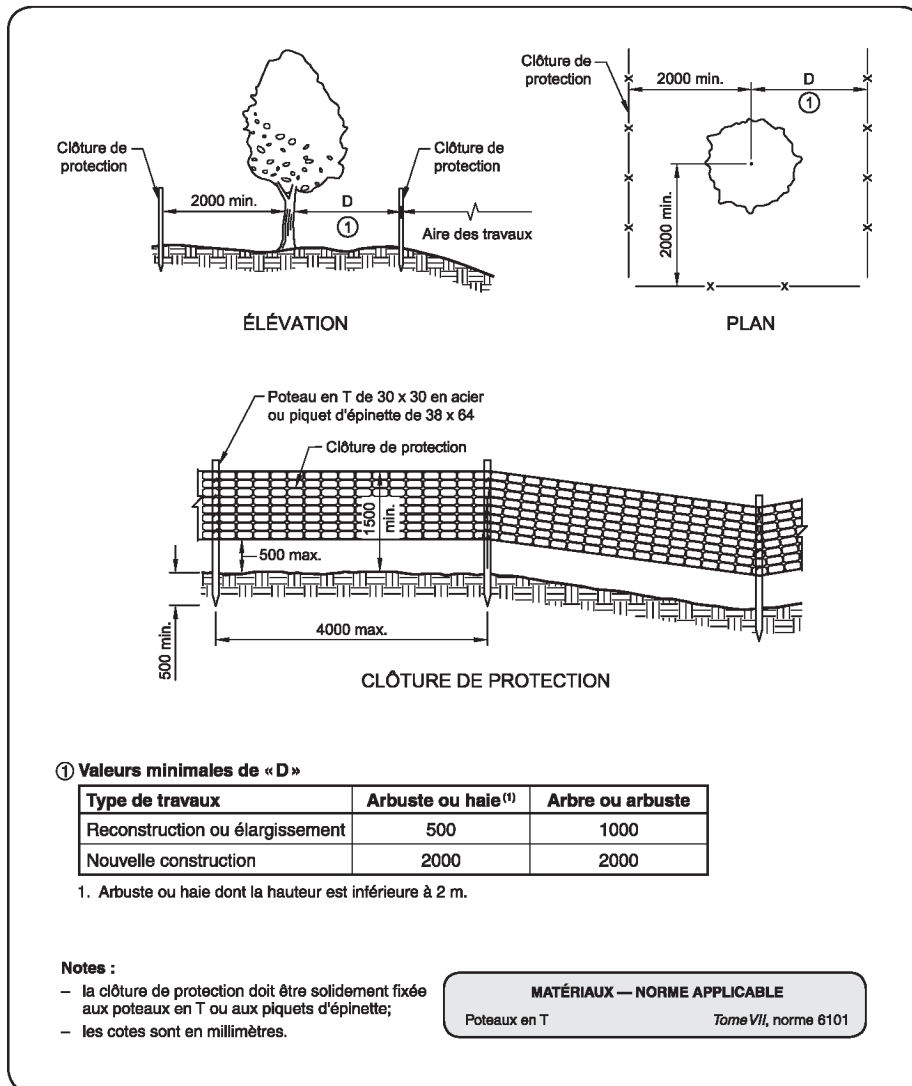 Clôture de
protection
2000 min.
D
①
Clôture de
protection
Aire des travaux
ÉLÉVATION
Clôture de
protection
2000 min.
D
①
2000 min.
PLAN
Poteau en T de 30 x 30 en acier
ou piquet d'épinette de 38 x 64
Clôture de protection
1500
min.
500 max.
500 min.
4000 max.
CLÔTURE DE PROTECTION
① Valeurs minimales de « D »
Type de travaux Arbuste ou haie (1) Arbre ou arbuste
Reconstruction ou élargissement 500 1000
Nouvelle construction 2000 2000
1. Arbuste ou haie dont la hauteur est inférieure à 2 m.
Notes :
– la clôture de protection doit être solidement fixée
aux poteaux en T ou aux piquets d'épinette;
– les cotes sont en millimètres.
MATÉRIAUX — NORME APPLICABLE
Poteaux en T Tome VII, norme 6101